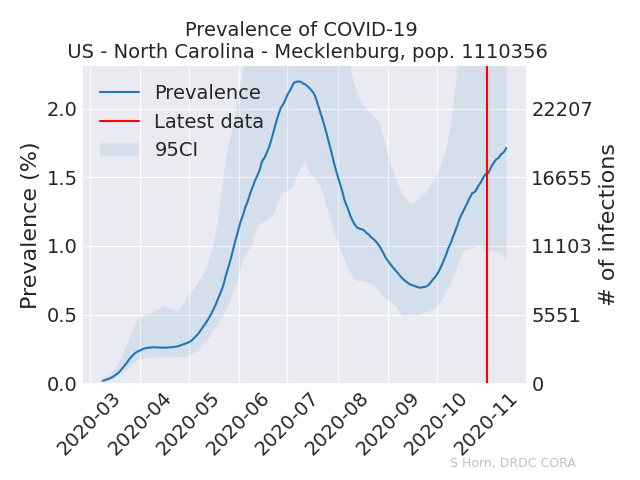 Prevalence of COVID-19
US - North Carolina - Mecklenburg, pop. 1110356
Prevalence
Latest data
95CI
Prevalence (%)
2.0
1.5
1.0
0.5
0.0
22207
16655
11103
5551
0
# of infections
2020-03
2020-04
2020-05
2020-06
2020-07
2020-08
2020-09
2020-10
2020-11
S Horn, DRDC CORA